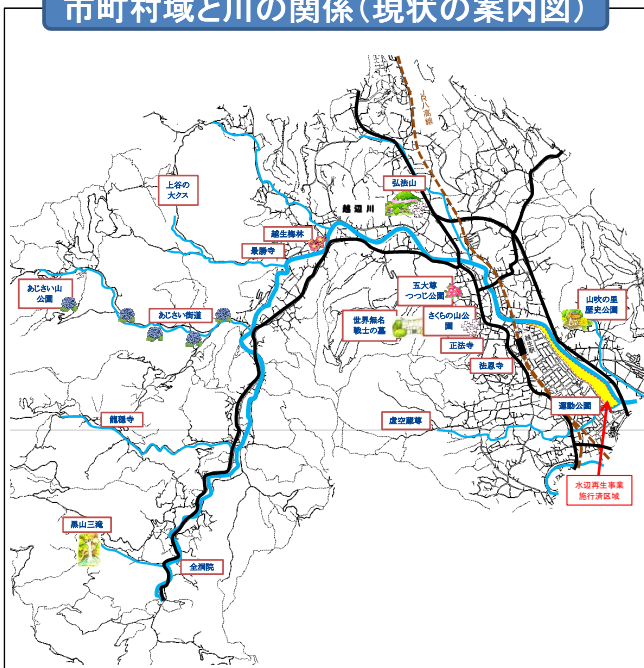 市町村域と川の関係(現状の案内図)
JR八高線
上谷の
大クス
弘法山
越辺川
越生梅林
最勝寺
あじさい山
公園
五大尊
つつじ公園
山吹の里
歴史公園
あじさい街道
世界無名
戦士の墓
さくらの山公
園
正法寺
法恩寺
運動公園
龍穏寺
虚空蔵尊
水辺再生事業
施行済区域
黒山三滝
全洞院